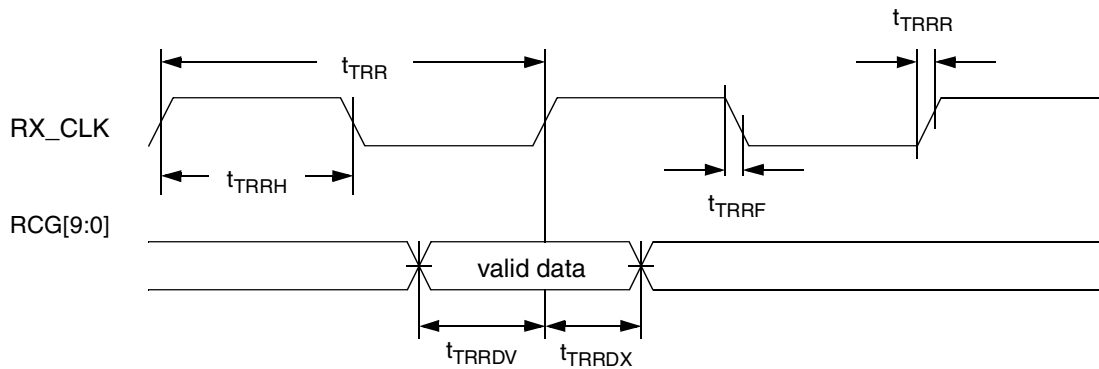 tTRRR
tTRR
RX_CLK
tTRRH
tTRRF
RCG[9:0]
valid data
tTRRDV
tTRRDX